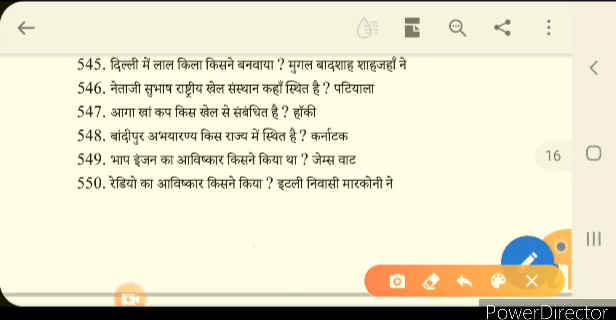 545. दिल्ली में लाल किला किसने बनवाया ? मुगल बादशाह शाहजहाँ ने
546. नेताजी सुभाष राष्ट्रीय खेल संस्थान कहाँ स्थित है ? पटियाला
547. आगा खां कप किस खेल से संबंधित है ? हॉकी
548. बांदीपुर अभयारण्य किस राज्य में स्थित है ? कर्नाटक
549. भाप इंजन का आविष्कार किसने किया था ? जेम्स वाट
16
550. रेडियो का आविष्कार किसने किया ? इटली निवासी मारकोनी ने
PowerDirector